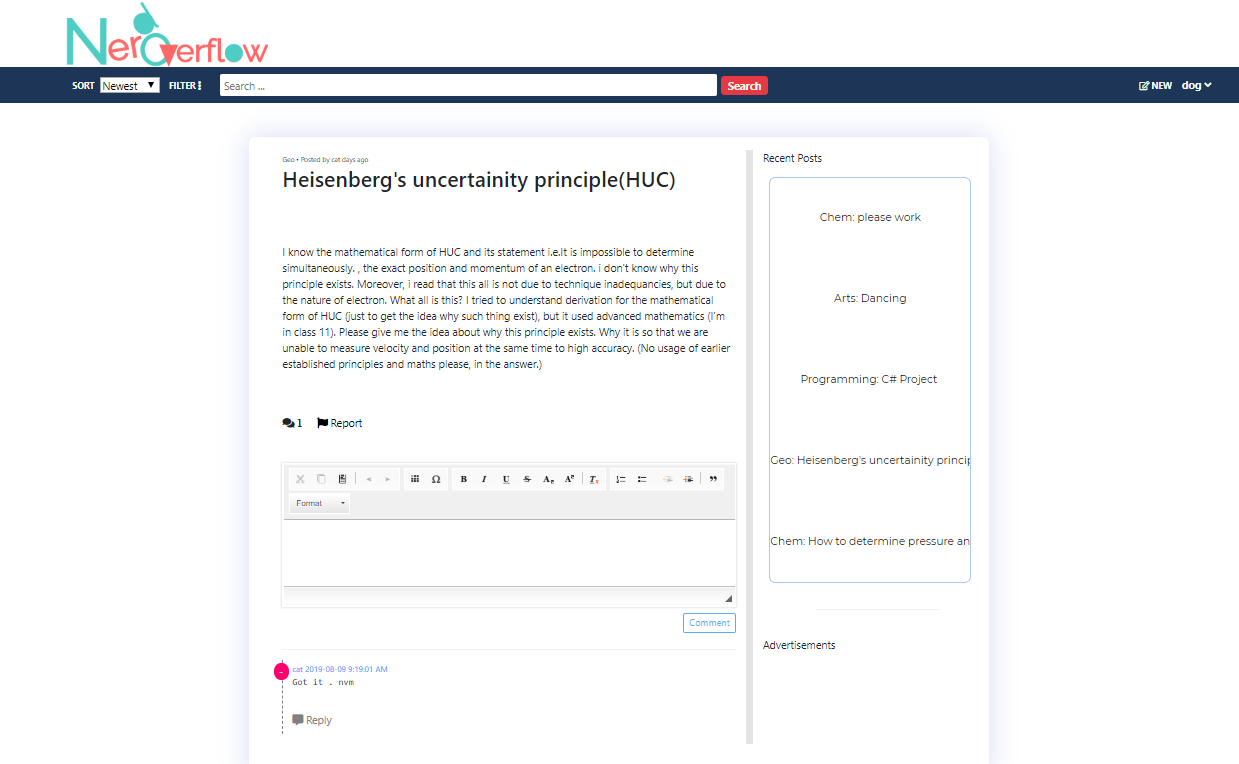 NerOverflow
SORT Newest FILTER Search ... Search NEW dog
Geo • Posted by cat days ago
Heisenberg's uncertainity principle(HUC)
I know the mathematical form of HUC and its statement i.e.It is impossible to determine
simultaneously. , the exact position and momentum of an electron. i don't know why this
principle exists. Moreover, i read that this all is not due to technique inadequancies, but due to
the nature of electron. What all is this? I tried to understand derivation for the mathematical
form of HUC (just to get the idea why such thing exist), but it used advanced mathematics (I'm
in class 11). Please give me the idea about why this principle exists. Why it is so that we are
unable to measure velocity and position at the same time to high accuracy. (No usage of earlier
established principles and maths please, in the answer.)
1 Report
Format
Comment
cat 2019-08-09 9:19:01 AM
Got it . nvm
Reply
Recent Posts
Chem: please work
Arts: Dancing
Programming: C# Project
Geo: Heisenberg's uncertainity princip
Chem: How to determine pressure an
Advertisements